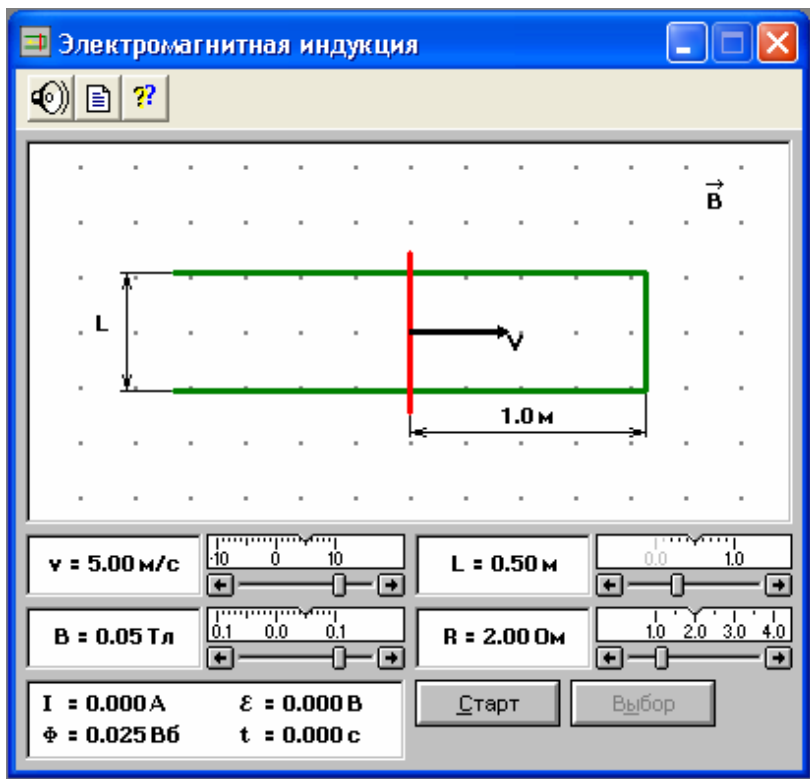 Электромагнитная индукция
??
B
L
V
1.0 м
v = 5.00 м/с
-10 0 10
L = 0.50 м
0.0 1.0
B = 0.05 Тл
0.1 0.0 0.1
R = 2.00 Ом
1.0 2.0 3.0 4.0
I = 0.000 А ℰ = 0.000 В
Φ = 0.025 Вб t = 0.000 с
Старт
Выбор